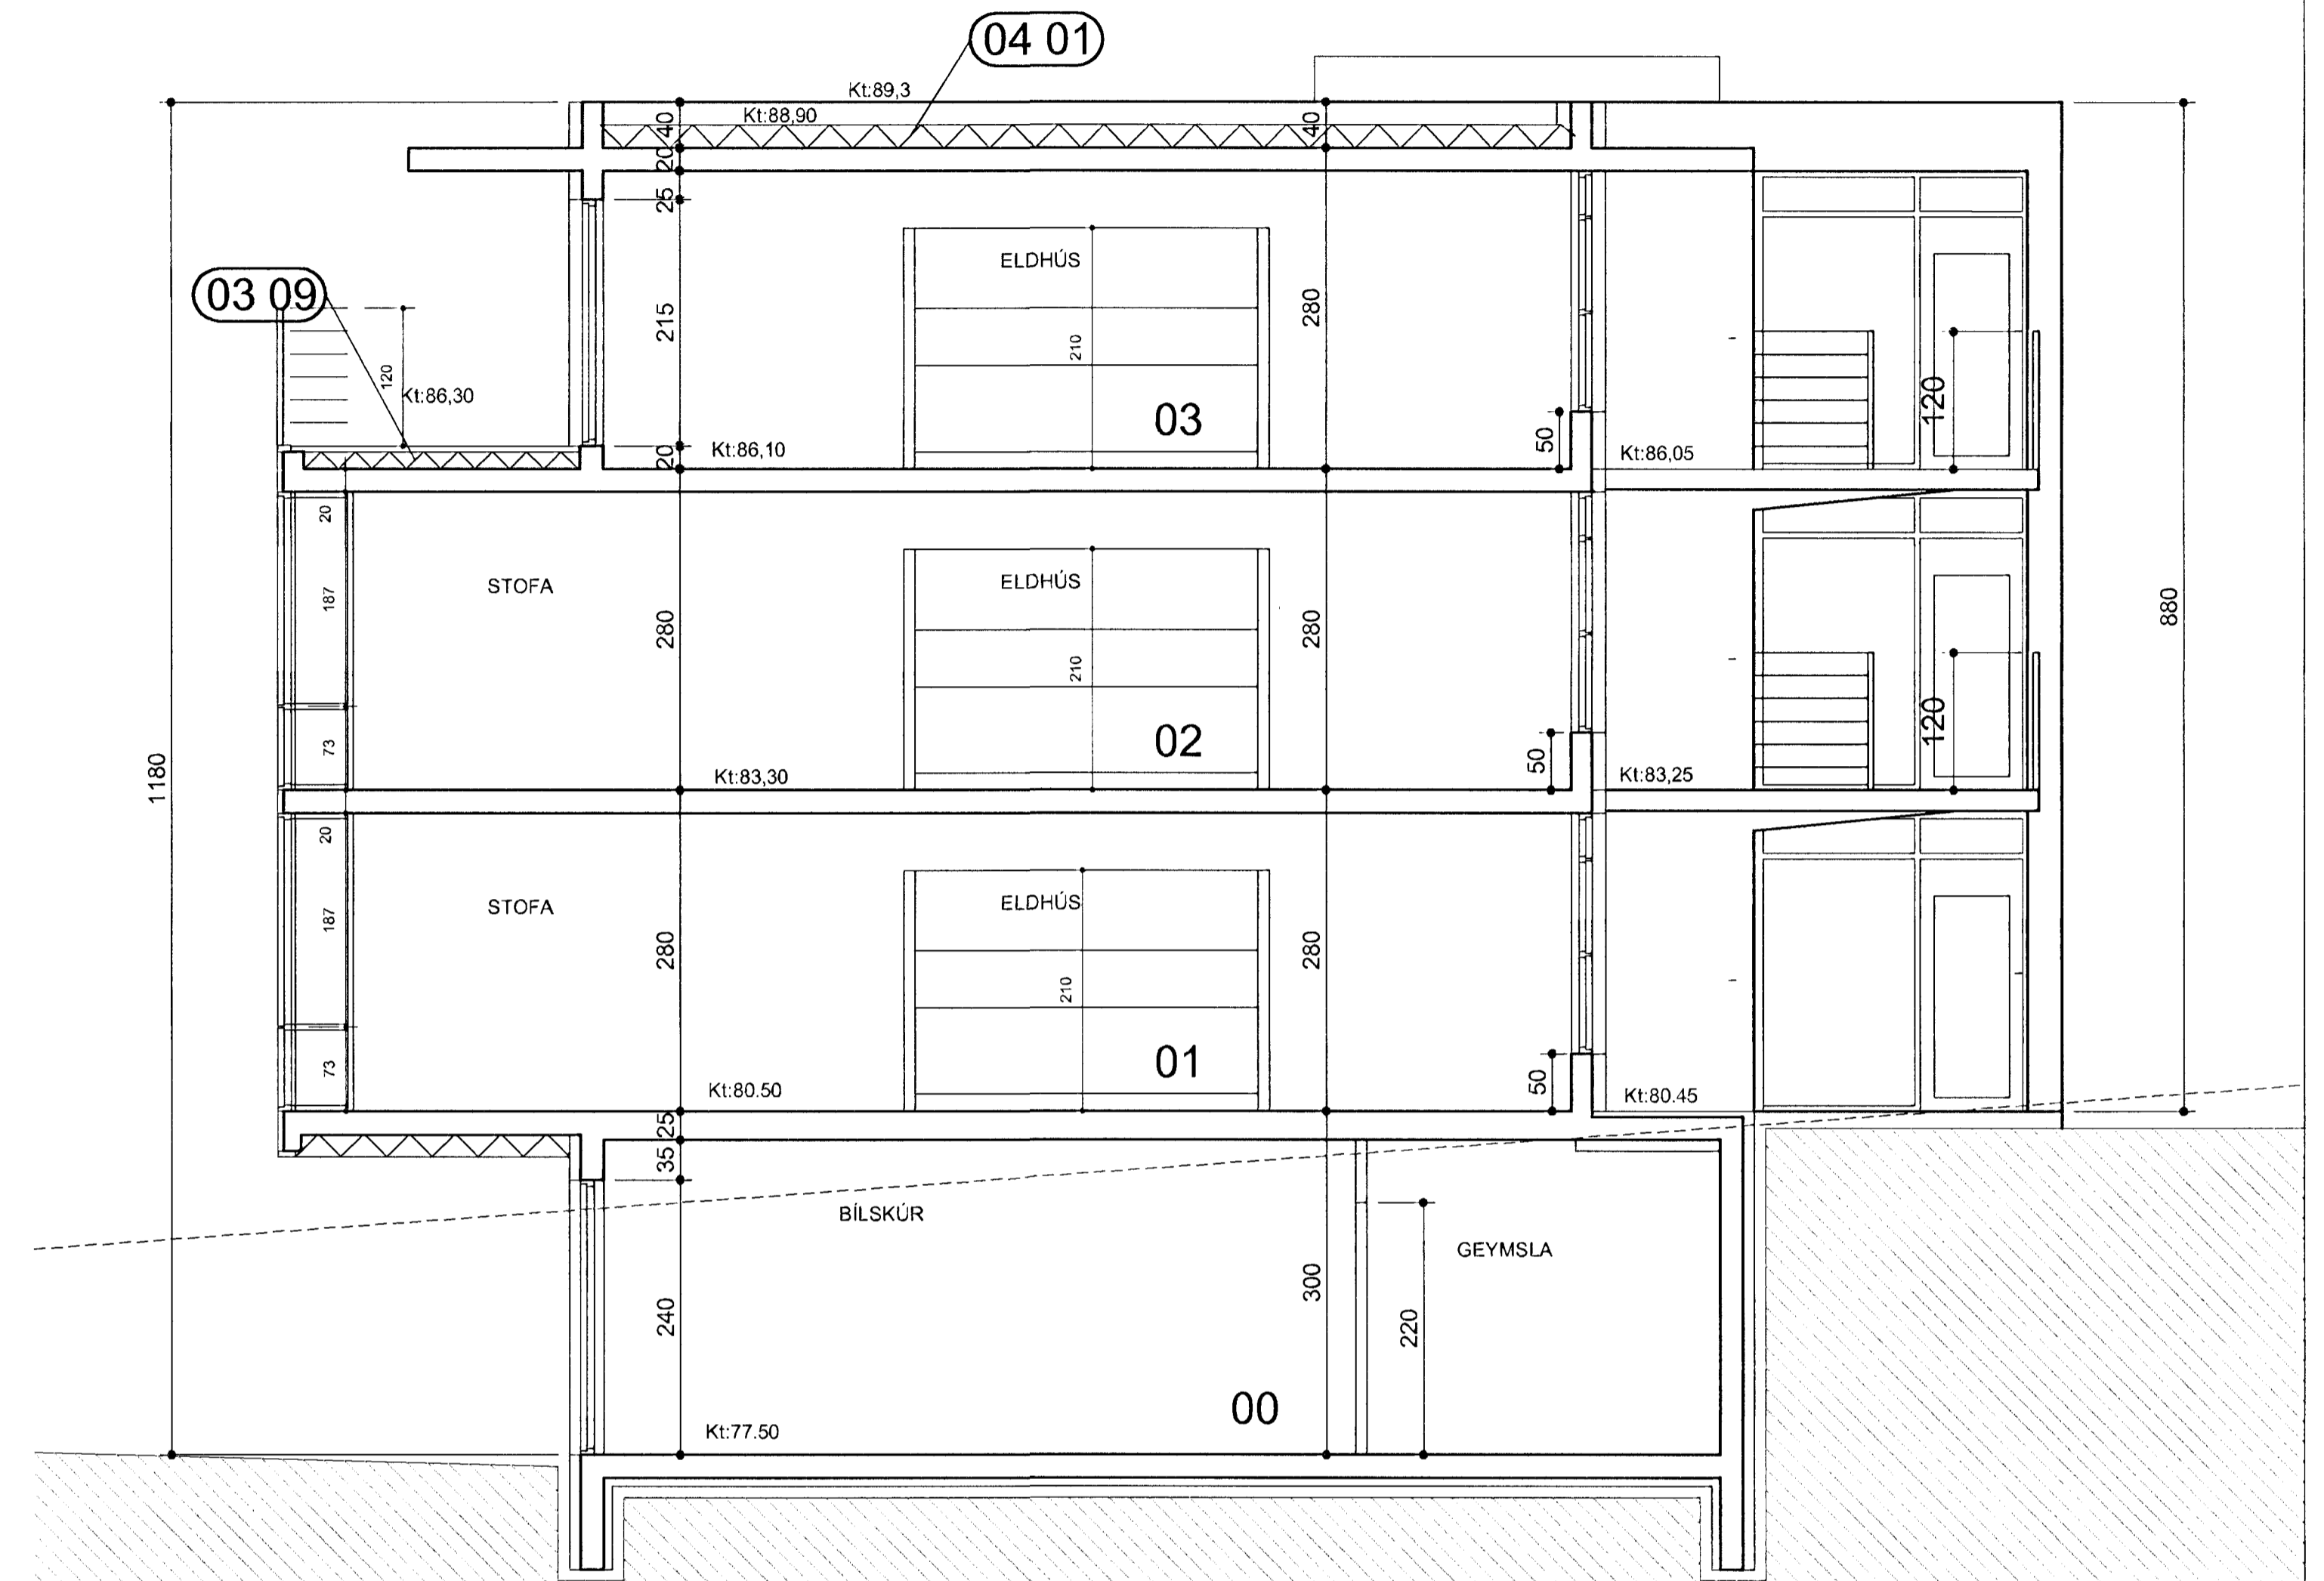 04 01
Kt:89,3
Kt:88,90
40
40
20
25
ELDHÚS
03 09
280
215
210
120
Kt:86,30
120
03
50
Kt:86,10
20
Kt:86,05
20
STOFA
ELDHÚS
187
280
280
880
210
120
02
73
50
1180
Kt:83,30
Kt:83,25
20
STOFA
ELDHÚS
187
280
280
210
01
73
50
Kt:80.50
Kt:80.45
25
35
BÍLSKÚR
GEYMSLA
300
240
220
00
Kt:77.50